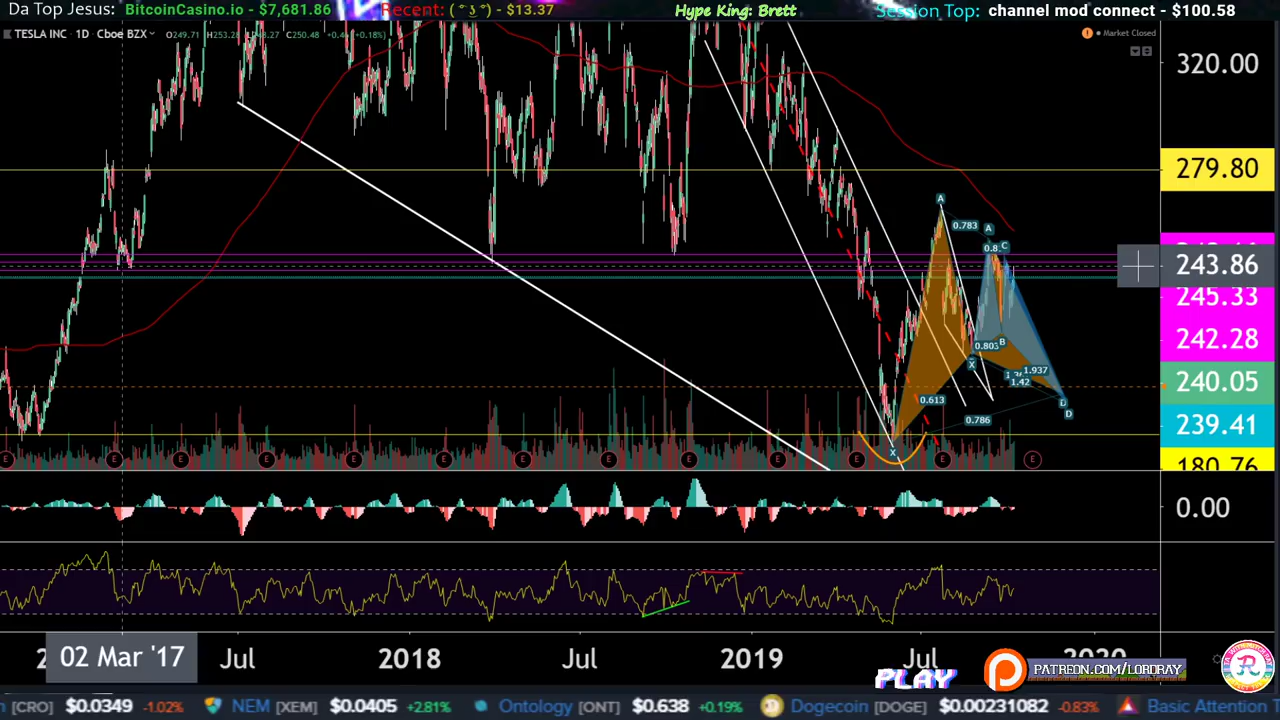 Da Top Jesus: BitcoinCasino.io - $7,681.86
Recent: ( ͡° ͜ʖ ͡°) - $13.37
Hype King: Brett
Session Top: channel mod connect - $100.58
TESLA INC · 1D · Cboe BZX
Market Closed
320.00
279.80
243.86
245.33
242.28
240.05
239.41
180.76
A
0.783
A
C
0.803
B
X
1.937
1.42
0.613
0.786
D
D
X
E E E E E E E E E E E E E
0.00
02 Mar '17
Jul
2018
Jul
2019
Jul
2020
PLAY
PATREON.COM/LORDRAY
[CRO] $0.0349 -1.02%
NEM [XEM] $0.0405 +2.81%
Ontology [ONT] $0.638 +0.19%
Dogecoin [DOGE] $0.00231082 -0.83%
Basic Attention